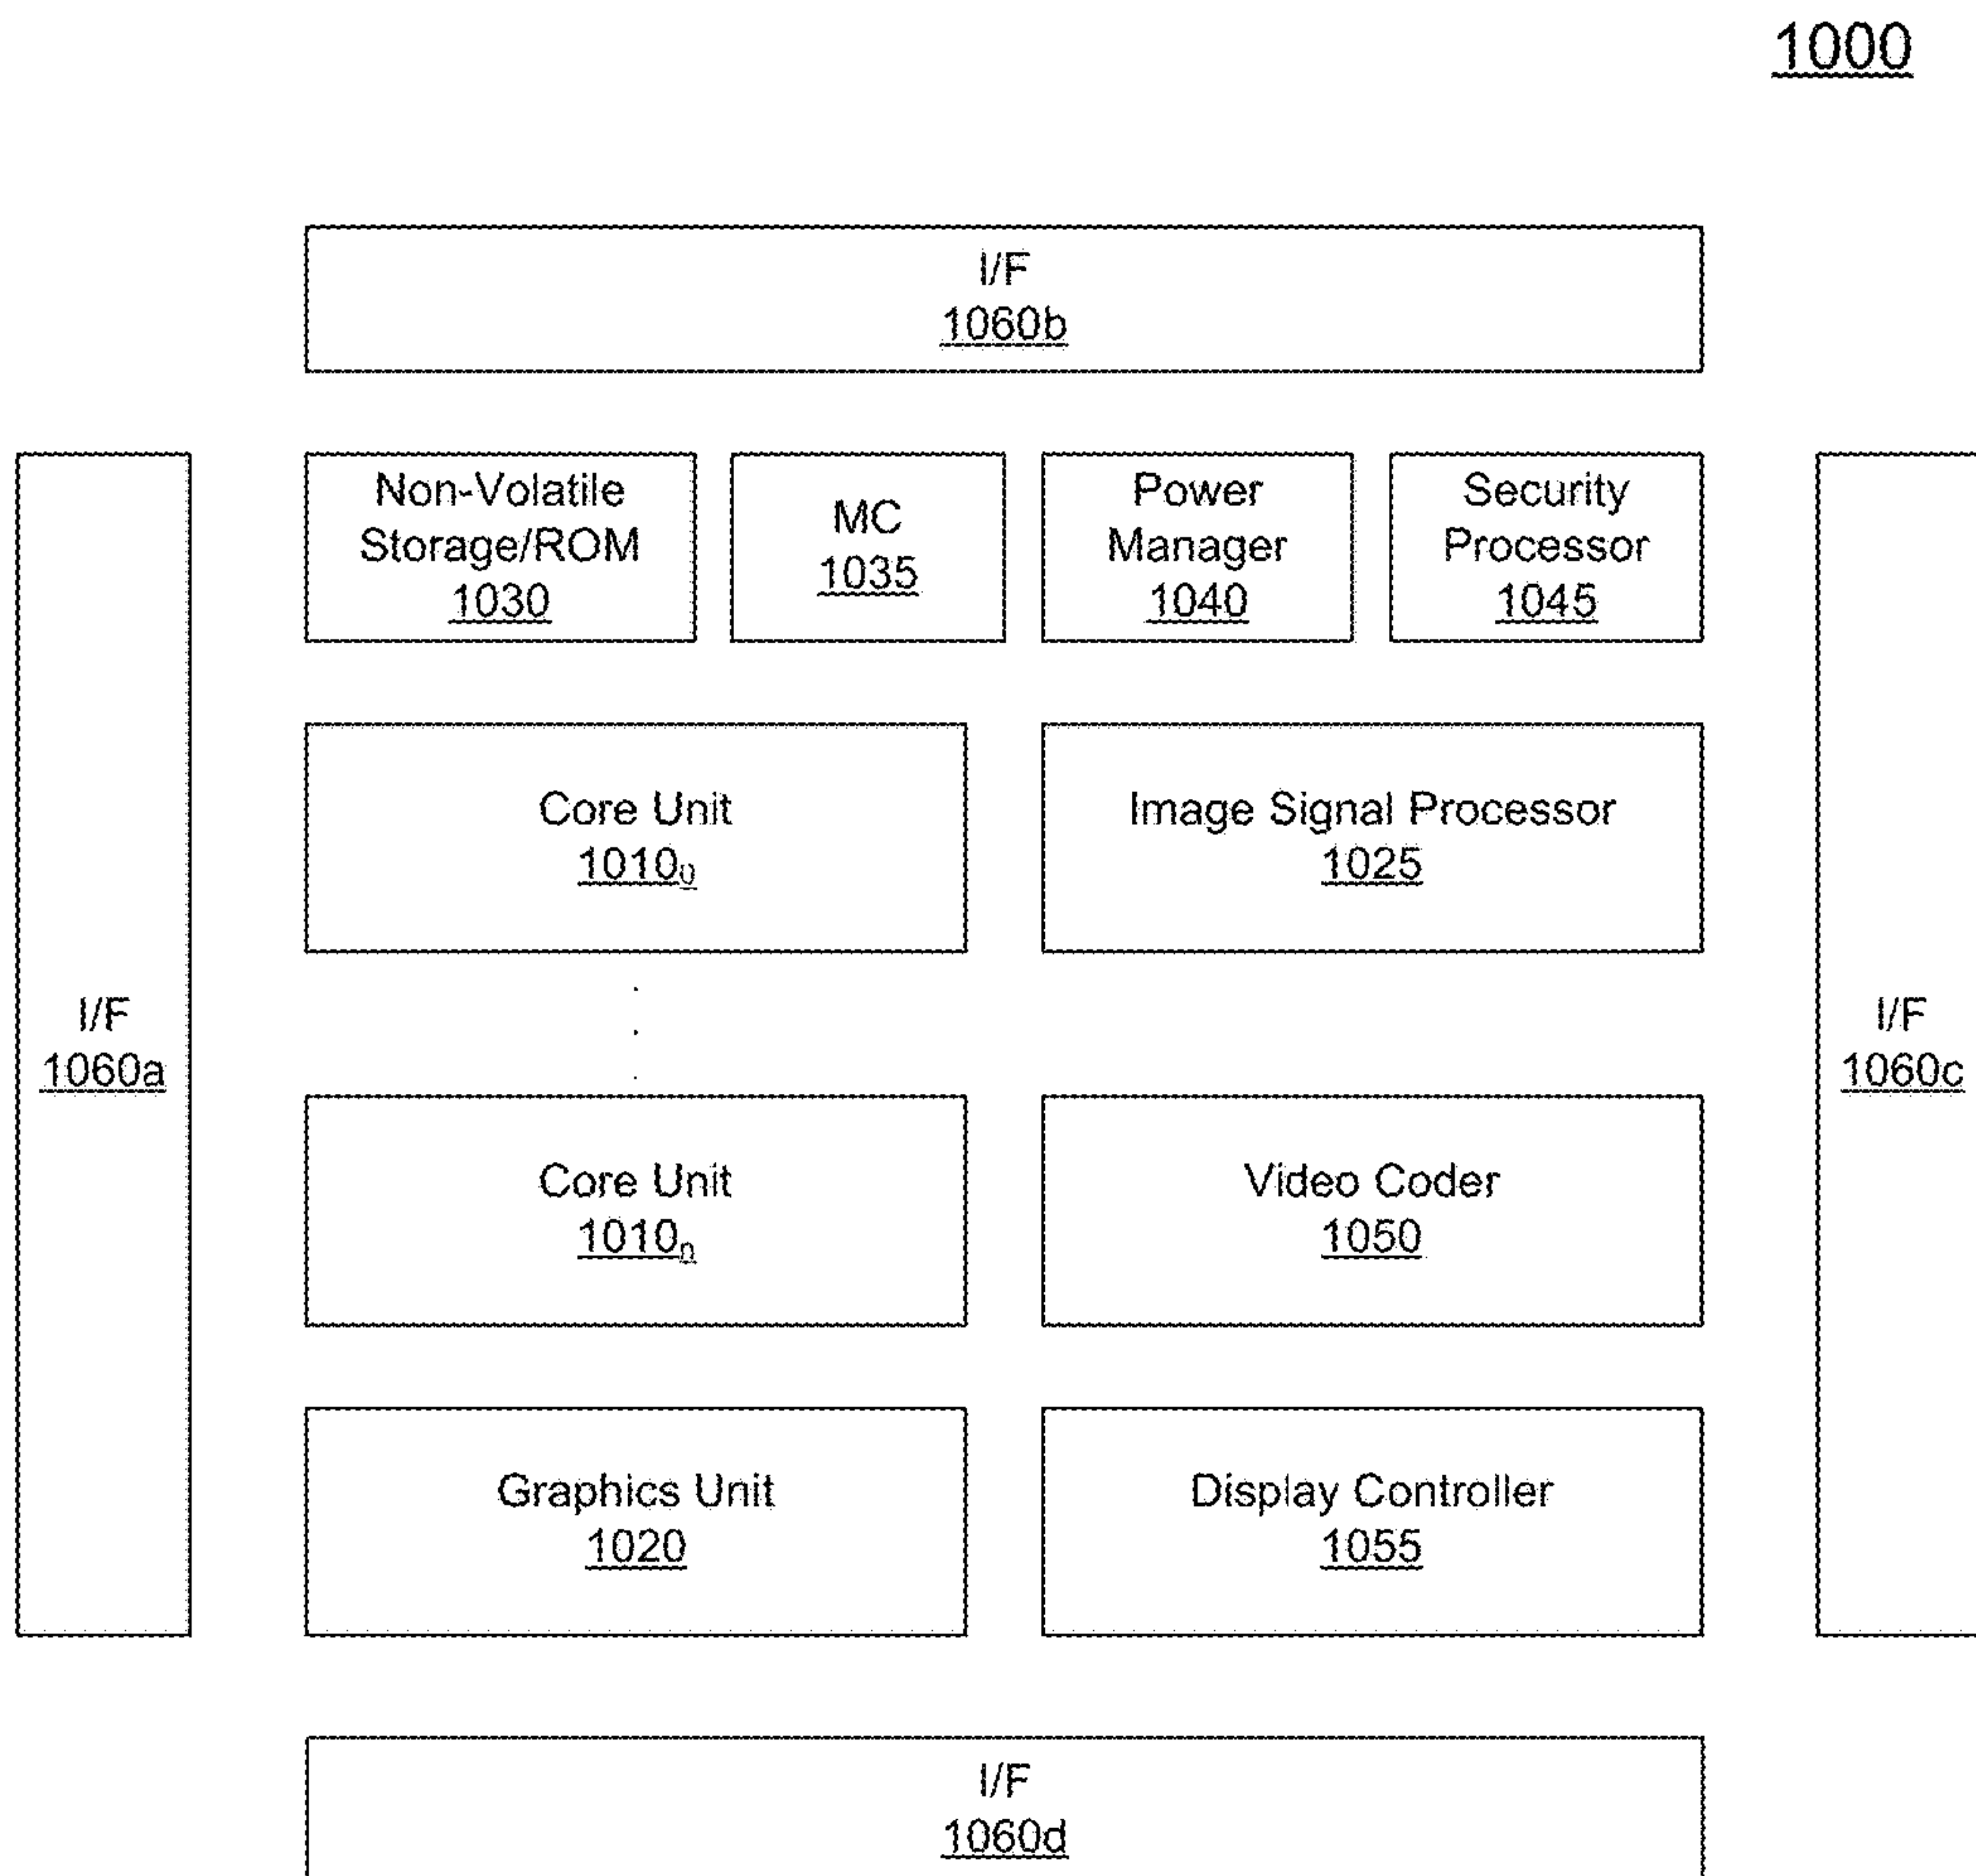 1000
I/F
1060b
Non-Volatile
Storage/ROM
1030
MC
1035
Power
Manager
1040
Security
Processor
1045
Core Unit
1010₀
Image Signal Processor
1025
I/F
1060a
I/F
1060c
Core Unit
1010ₙ
Video Coder
1050
Graphics Unit
1020
Display Controller
1055
I/F
1060d